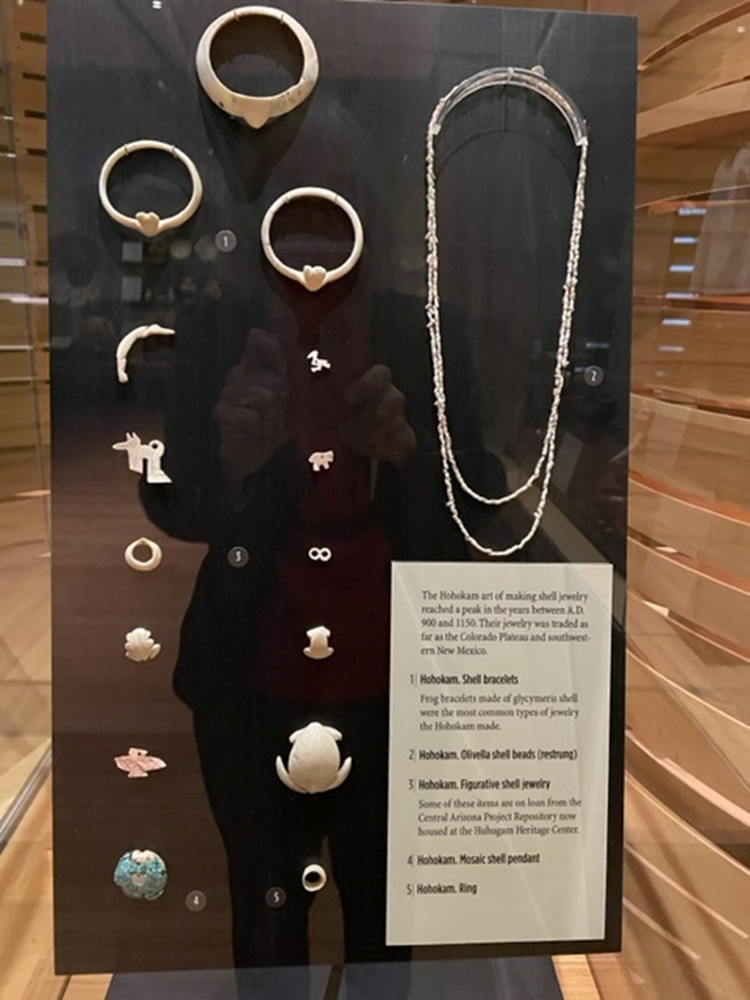 1
2
3
4
5
The Hohokam art of making shell jewelry
reached a peak in the years between A.D.
900 and 1150. Their jewelry was traded as
far as the Colorado Plateau and southwest-
ern New Mexico.
1| Hohokam. Shell bracelets
Frog bracelets made of glycymeris shell
were the most common types of jewelry
the Hohokam made.
2| Hohokam. Olivella shell beads (restrung)
3| Hohokam. Figurative shell jewelry
Some of these items are on loan from the
Central Arizona Project Repository now
housed at the Huhugam Heritage Center.
4| Hohokam. Mosaic shell pendant
5| Hohokam. Ring